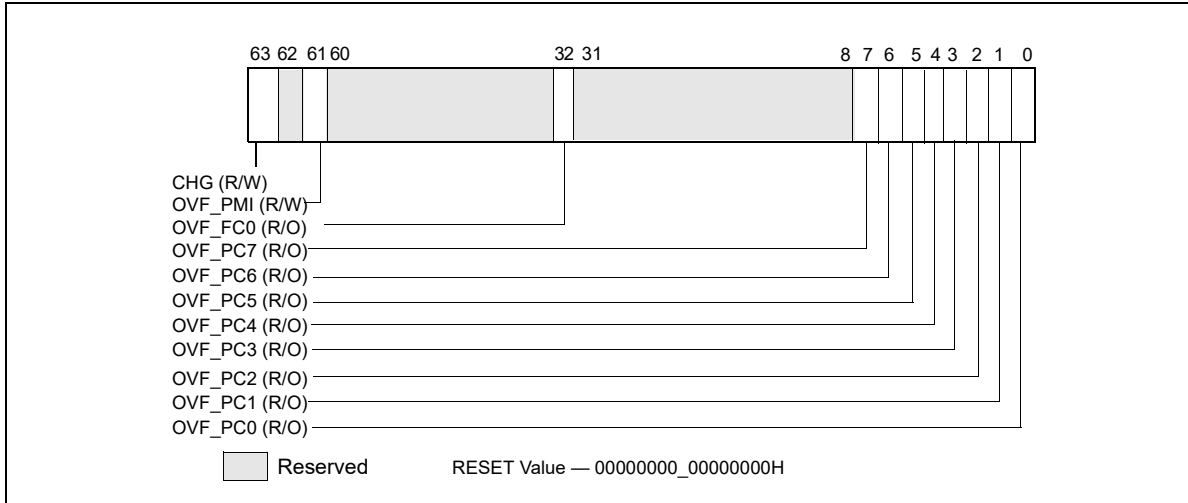 63 62 61 60 32 31 8 7 6 5 4 3 2 1 0
CHG (R/W)
OVF_PMI (R/W)
OVF_FC0 (R/O)
OVF_PC7 (R/O)
OVF_PC6 (R/O)
OVF_PC5 (R/O)
OVF_PC4 (R/O)
OVF_PC3 (R/O)
OVF_PC2 (R/O)
OVF_PC1 (R/O)
OVF_PC0 (R/O)
Reserved RESET Value — 00000000_00000000H